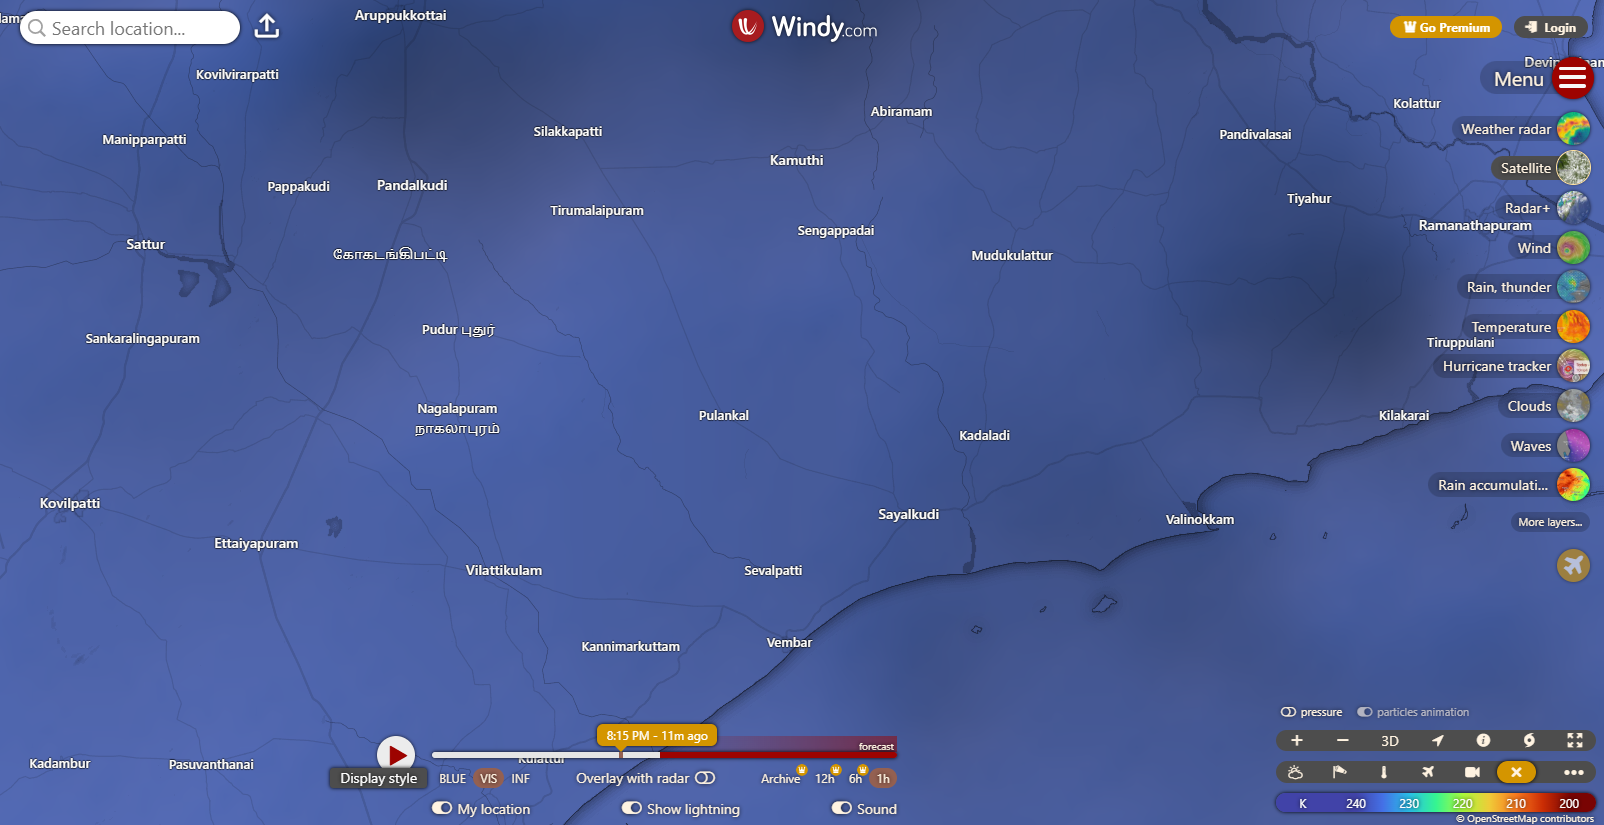 Aruppukkottai
Search location...
Windy.com
Go Premium
Login
Kovilvirarpatti
Menu
Kolattur
Abiramam
Silakkapatti
Pandivalasai
Weather radar
Manipparpatti
Kamuthi
Satellite
Pappakudi
Pandalkudi
Tiyahur
Tirumalaipuram
Radar+
Ramanathapuram
Sengappadai
Sattur
Wind
கோகடங்கிபட்டி
Mudukulattur
Rain, thunder
Pudur புதுர்
Temperature
Sankaralingapuram
Tiruppulani
Hurricane tracker
Nagalapuram
நாகலாபுரம்
Clouds
Pulankal
Kilakarai
Kadaladi
Waves
Rain accumulati...
Kovilpatti
Sayalkudi
Valinokkam
More layers...
Ettaiyapuram
Vilattikulam
Sevalpatti
Kannimarkuttam
Vembar
pressure
particles animation
8:15 PM - 11m ago
forecast
3D
Kadambur
Pasuvanthanai
Display style
BLUE
VIS
INF
Overlay with radar
Archive
12h
6h
1h
My location
Show lightning
Sound
K 240 230 220 210 200
© OpenStreetMap contributors